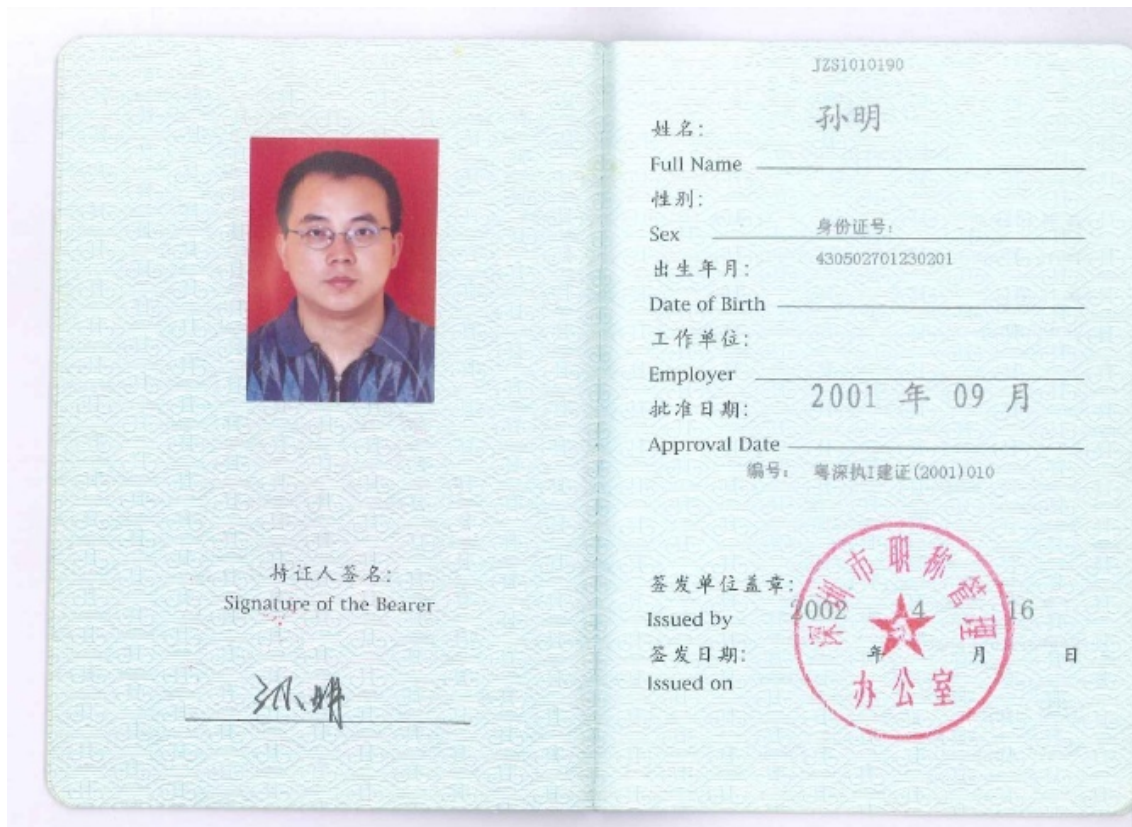 持证人签名:
Signature of the Bearer
孙明
JZS1010190
姓名: 孙明
Full Name
性别:
Sex 身份证号:
出生年月: 430502701230201
Date of Birth
工作单位:
Employer
批准日期: 2001 年 09 月
Approval Date
编号: 粤深执I建证(2001)010
签发单位盖章:
Issued by 2002 4 16
签发日期: 年 月 日
Issued on
深圳市职称管理
办公室